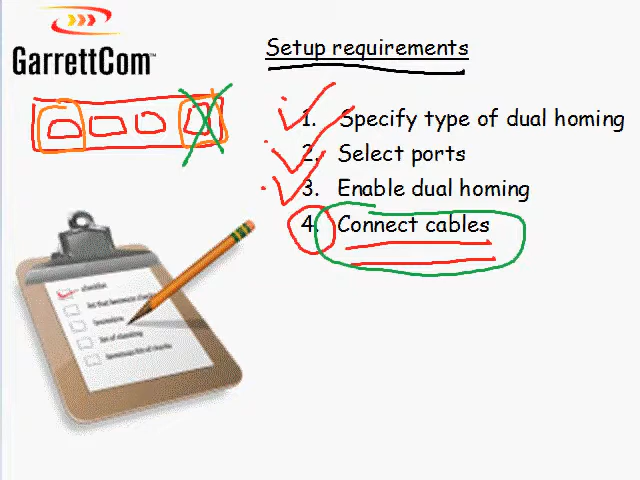 GarrettCom
Setup requirements
1. Specify type of dual homing
2. Select ports
3. Enable dual homing
4. Connect cables
checklist